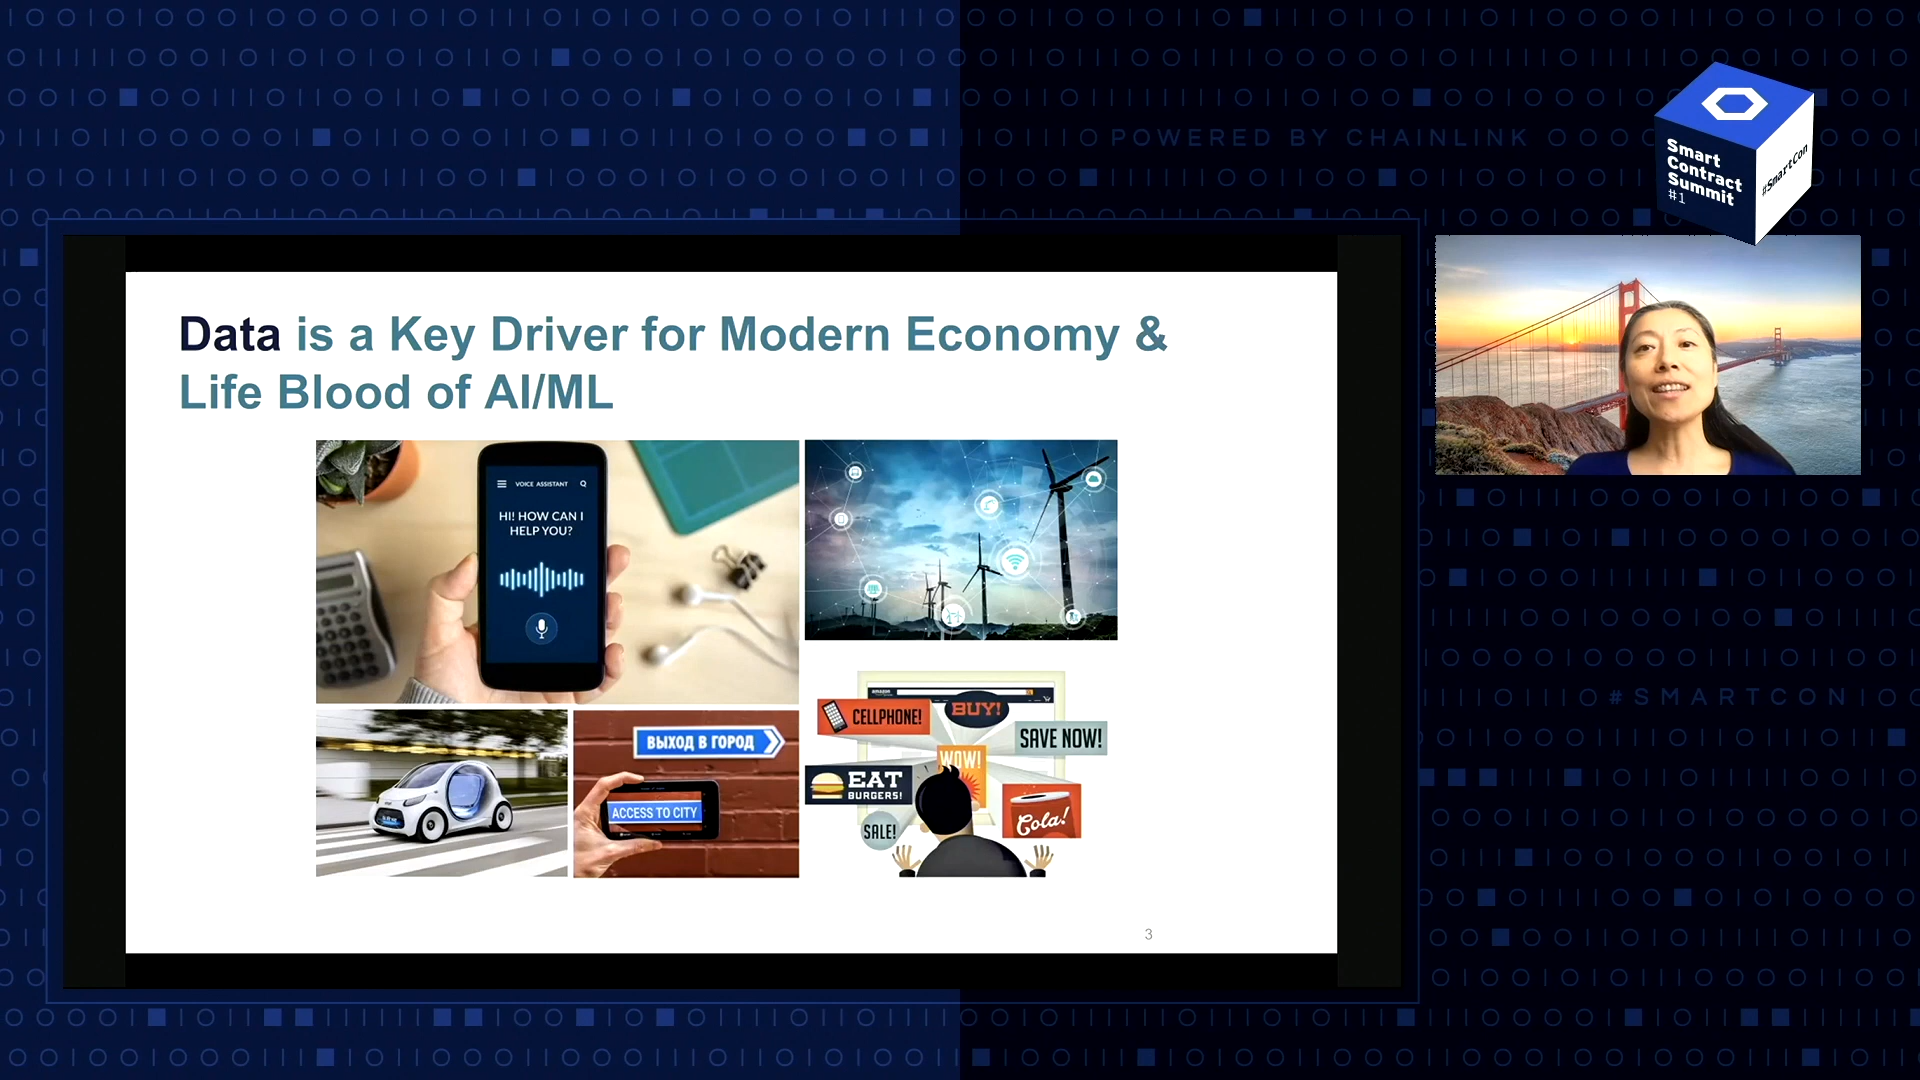 POWERED BY CHAINLINK
Smart
Contract
Summit
#1
#SmartCon
Data is a Key Driver for Modern Economy &
Life Blood of AI/ML
VOICE ASSISTANT
HI! HOW CAN I
HELP YOU?
amazon
CELLPHONE!
BUY!
SAVE NOW!
WOW!
EAT
BURGERS!
SALE!
Cola!
ВЫХОД В ГОРОД
ACCESS TO CITY
3
#SMARTCON